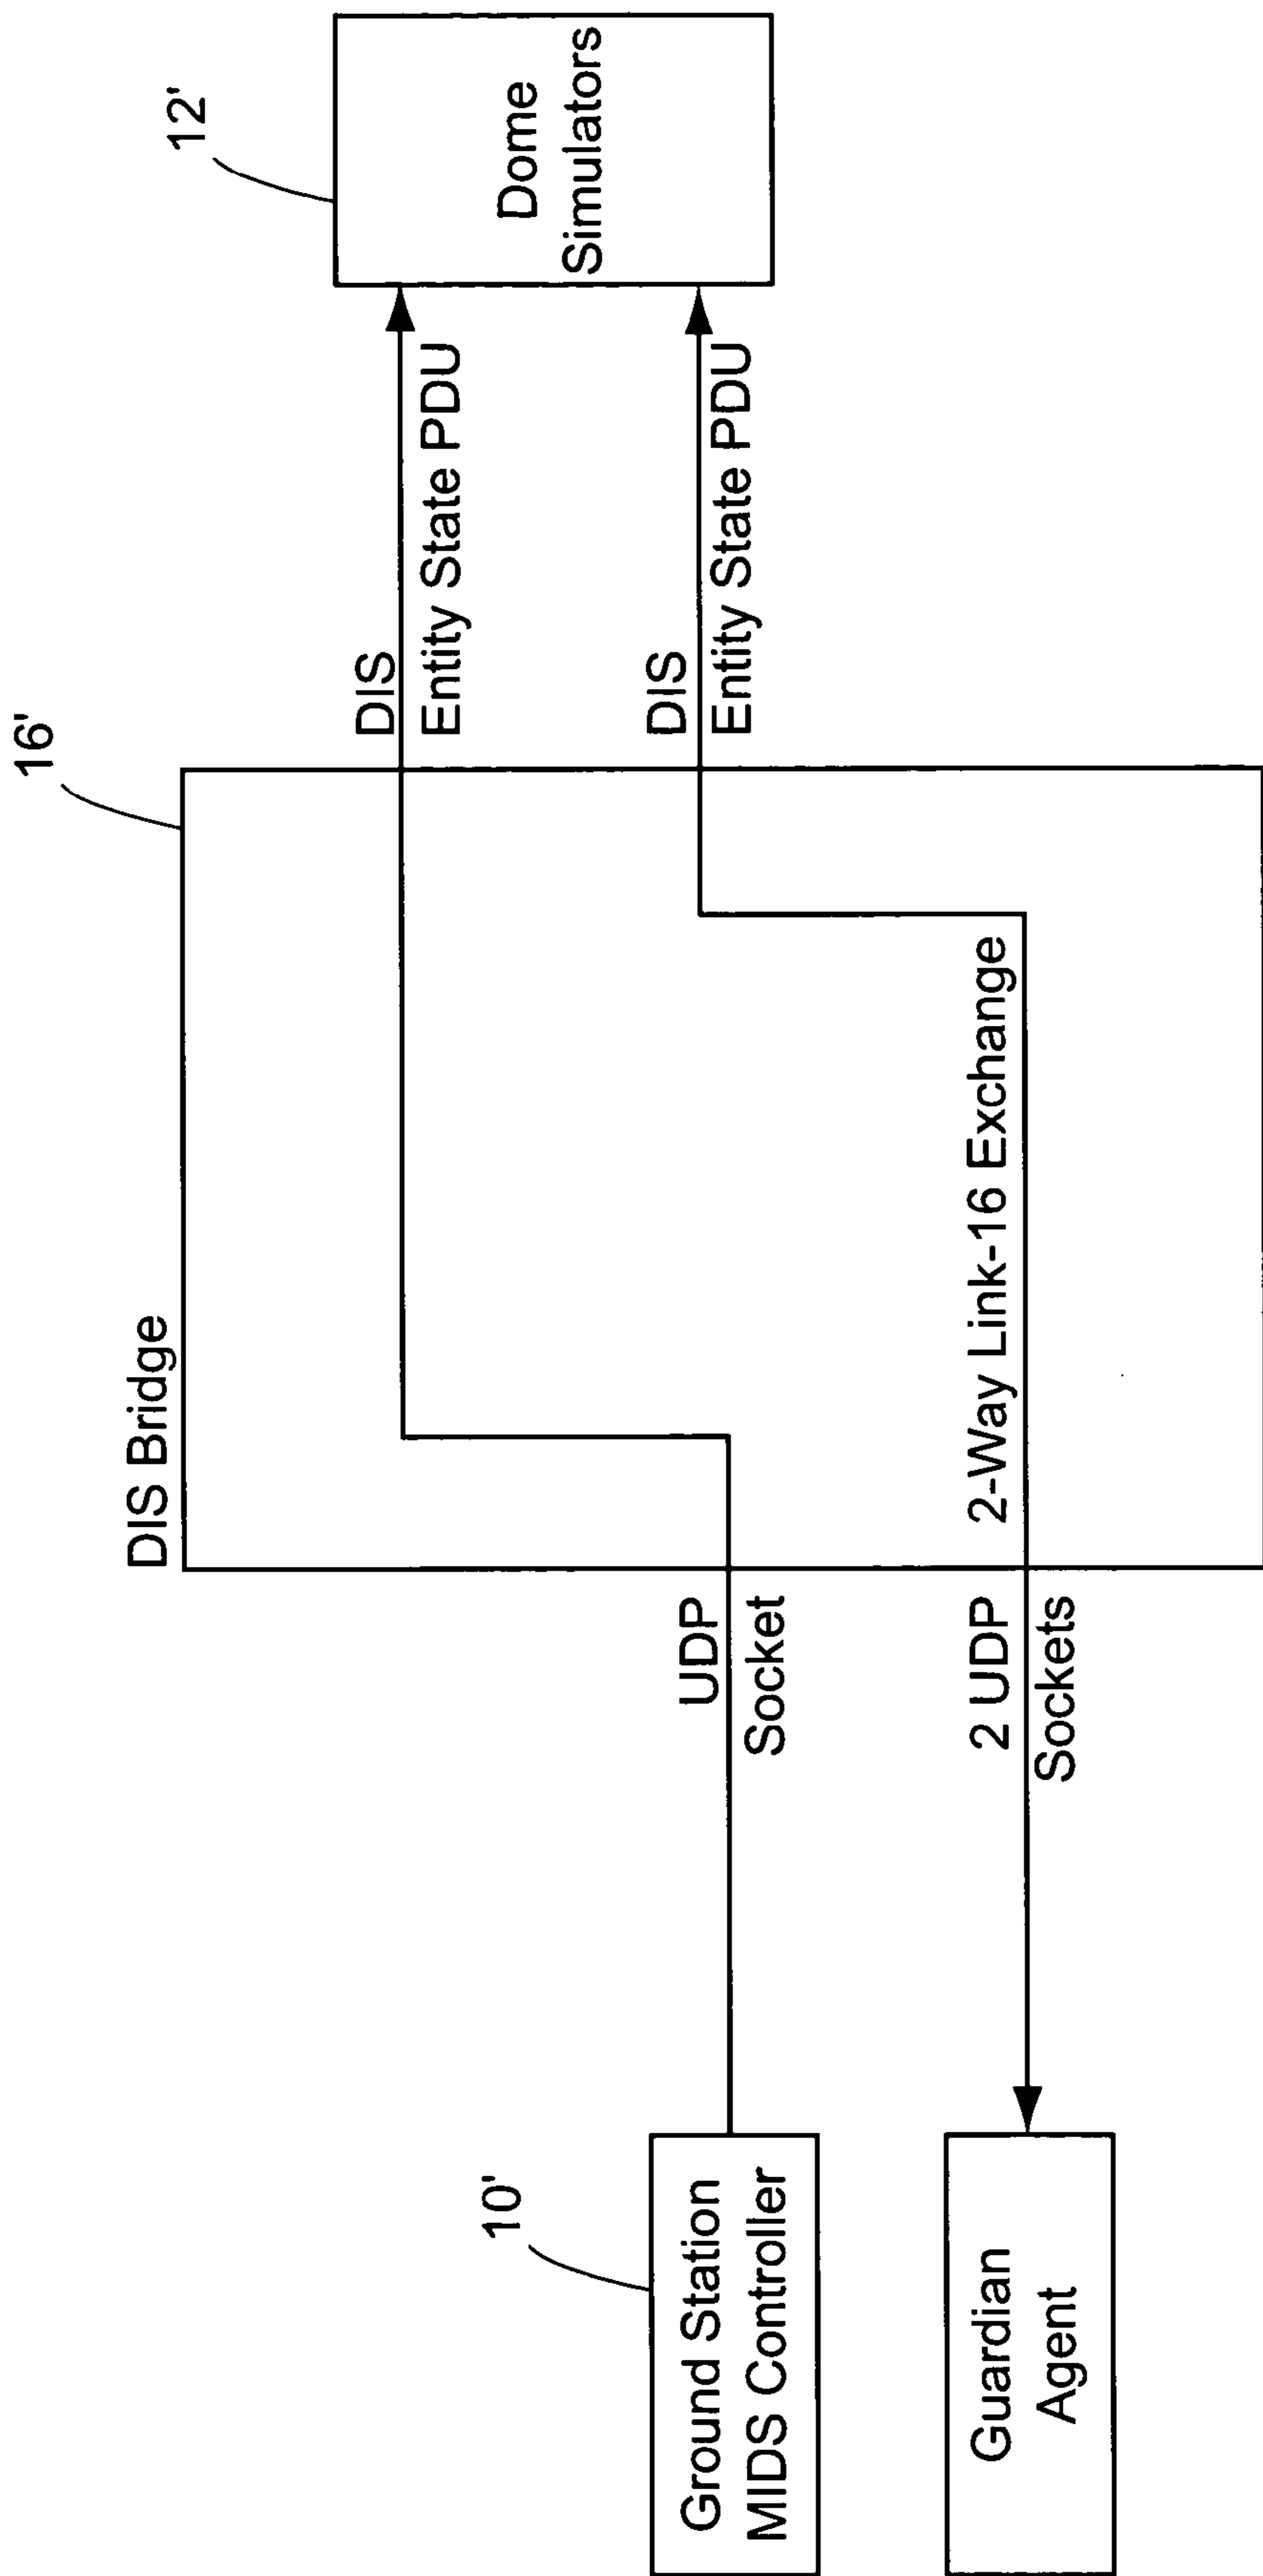 DIS Bridge
16'
12'
DIS
Entity State PDU
Dome
Simulators
10'
Ground Station
MIDS Controller
UDP
Socket
DIS
Entity State PDU
Guardian
Agent
2 UDP
Sockets
2-Way Link-16 Exchange